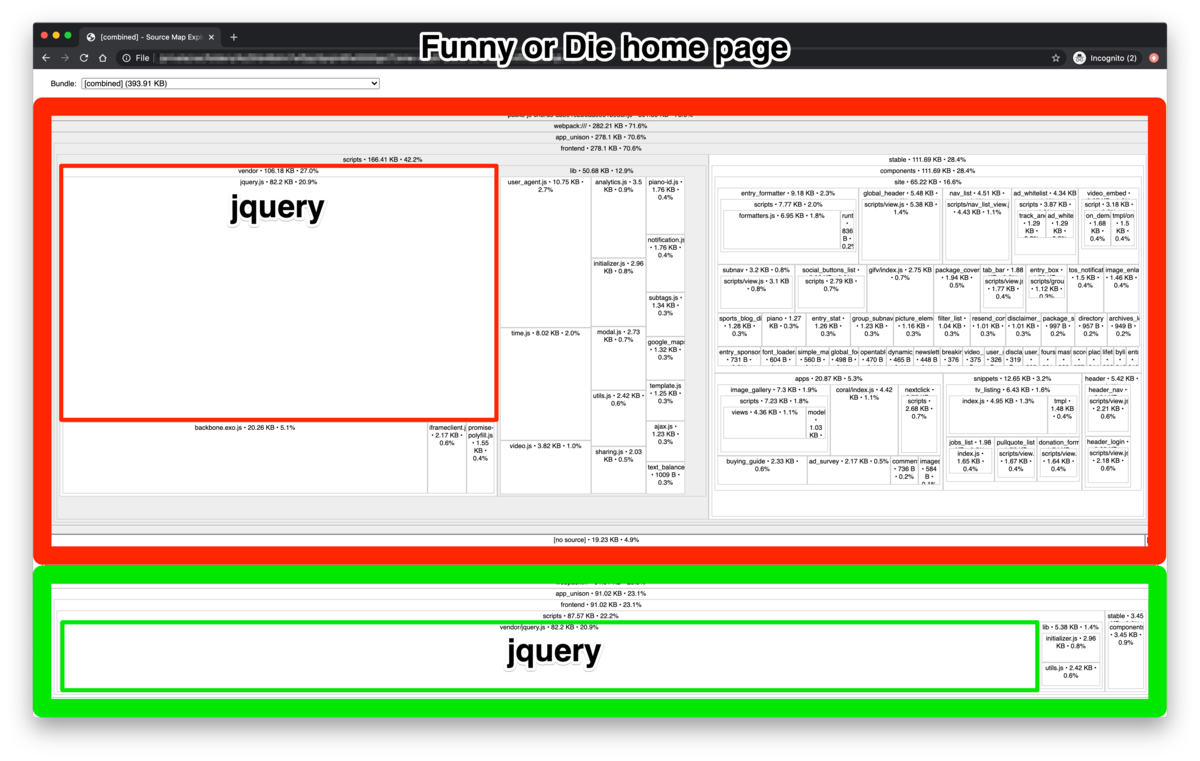 [combined] - Source Map Expl
Funny or Die home page
File
Incognito (2)
Bundle: [combined] (393.91 KB)
webpack:/// • 282.21 KB • 71.6%
app_unison • 278.1 KB • 70.6%
frontend • 278.1 KB • 70.6%
scripts • 166.41 KB • 42.2%
vendor • 106.18 KB • 27.0%
jquery.js • 82.2 KB • 20.9%
jquery
backbone.exo.js • 20.26 KB • 5.1%
iframeclient.j
• 2.17 KB •
0.6%
promise-
polyfill.js •
1.55
KB •
0.4%
lib • 50.68 KB • 12.9%
user_agent.js • 10.75 KB •
2.7%
time.js • 8.02 KB • 2.0%
video.js • 3.82 KB • 1.0%
analytics.js • 3.5
KB • 0.9%
initializer.js • 2.96
KB • 0.8%
modal.js • 2.73
KB • 0.7%
utils.js • 2.42 KB •
0.6%
sharing.js • 2.03
KB • 0.5%
piano-id.js •
1.76 KB •
0.4%
notification.js
• 1.76 KB •
0.4%
subtags.js •
1.34 KB •
0.3%
google_maps
• 1.32 KB •
0.3%
template.js
• 1.25 KB •
0.3%
ajax.js •
1.23 KB •
0.3%
text_balance
• 1009 B •
0.3%
stable • 111.69 KB • 28.4%
components • 111.69 KB • 28.4%
site • 65.22 KB • 16.6%
entry_formatter • 9.18 KB • 2.3%
scripts • 7.77 KB • 2.0%
formatters.js • 6.95 KB • 1.8%
runt
•
836
B •
0.2%
global_header • 5.48 KB •
scripts/view.js • 5.38 KB •
1.4%
nav_list • 4.51 KB •
scripts/nav_list_view.j
• 4.43 KB • 1.1%
ad_whitelist • 4.34 KB
scripts • 3.87 KB •
track_and
• 1.29
KB •
ad_white
• 1.29
KB •
video_embed •
script • 3.18 KB •
on_dema
• 1.68
KB •
0.4%
tmpl/on
• 1.5
KB •
0.4%
subnav • 3.2 KB • 0.8%
scripts/view.js • 3.1 KB
• 0.8%
social_buttons_list •
scripts • 2.79 KB •
0.7%
gifv/index.js • 2.75 KB
• 0.7%
package_cover
• 1.94 KB •
0.5%
tab_bar • 1.88
scripts/view.js
• 1.77 KB •
0.4%
entry_box •
scripts/grou
• 1.12 KB •
0.3%
tos_notificat
• 1.5 KB •
0.4%
image_enla
• 1.46 KB •
0.4%
sports_blog_di
• 1.28 KB •
0.3%
piano • 1.27
KB • 0.3%
entry_stat •
1.26 KB •
0.3%
group_subnav
• 1.23 KB •
0.3%
picture_elem
• 1.16 KB •
0.3%
filter_list •
1.04 KB •
0.3%
resend_con
• 1.01 KB •
0.3%
disclaimer_
• 1.01 KB •
0.3%
package_s
• 997 B •
0.2%
directory
• 957 B •
0.2%
archives_l
• 949 B •
0.2%
entry_sponsor
• 731 B •
font_loader.
• 604 B •
simple_ma
• 560 B •
global_fo
• 498 B •
opentabl
• 470 B
dynamic
• 465 B
newslett
• 448 B
breakin
• 376
video_
• 375
user_
• 326
discla
• 319
user_
fours
mas
scori
plac
lifet
byli
ent
apps • 20.87 KB • 5.3%
image_gallery • 7.3 KB • 1.9%
scripts • 7.23 KB • 1.8%
views • 4.36 KB • 1.1%
model
•
1.03
KB •
coral/index.js • 4.42
KB • 1.1%
nextclick •
scripts •
2.68 KB •
0.7%
buying_guide • 2.33 KB •
0.6%
ad_survey • 2.17 KB • 0.5%
commen
• 736 B
• 0.2%
images
• 584
B •
snippets • 12.65 KB • 3.2%
tv_listing • 6.43 KB • 1.6%
index.js • 4.95 KB • 1.3%
tmpl •
1.48 KB
• 0.4%
jobs_list • 1.98
index.js •
1.65 KB •
0.4%
pullquote_list
scripts/view.
• 1.67 KB •
0.4%
donation_form
scripts/view.
• 1.64 KB •
0.4%
header • 5.42 KB •
header_nav •
scripts/view.j
• 2.21 KB •
0.6%
header_login •
scripts/view.j
• 2.18 KB •
0.6%
[no source] • 19.23 KB • 4.9%
app_unison • 91.02 KB • 23.1%
frontend • 91.02 KB • 23.1%
scripts • 87.57 KB • 22.2%
vendor/jquery.js • 82.2 KB • 20.9%
jquery
lib • 5.38 KB • 1.4%
initializer.js • 2.96
KB • 0.8%
utils.js • 2.42 KB •
0.6%
stable • 3.45
components
• 3.45 KB •
0.9%